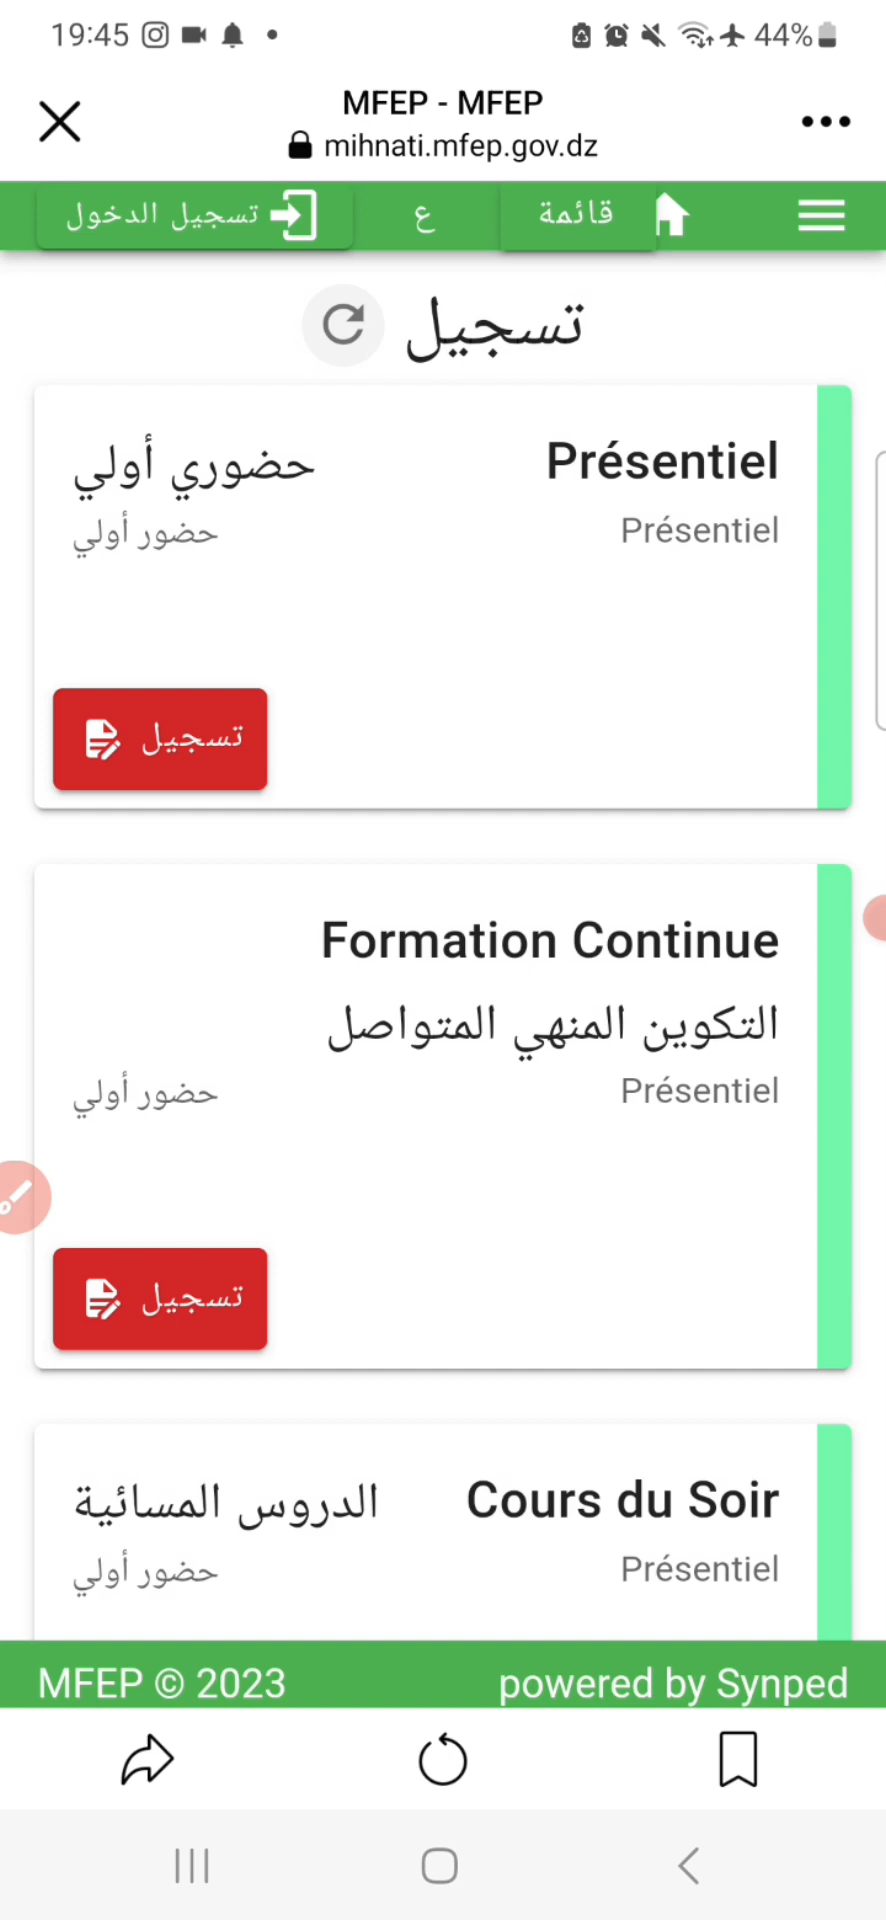 19:45
44%
MFEP - MFEP
mihnati.mfep.gov.dz
قائمة
ع
تسجيل الدخول
تسجيل
Présentiel
حضوري أولي
Présentiel
حضور أولي
تسجيل
Formation Continue
التكوين المنهي المتواصل
Présentiel
حضور أولي
تسجيل
Cours du Soir
الدروس المسائية
Présentiel
حضور أولي
MFEP © 2023
powered by Synped